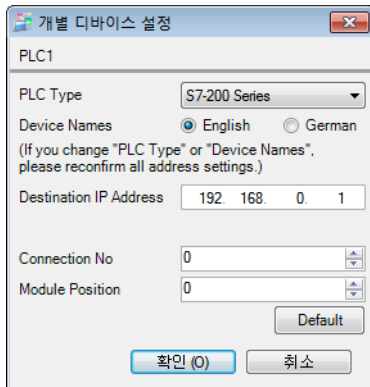 개별 디바이스 설정
PLC1
PLC Type S7-200 Series
Device Names English German
(If you change "PLC Type" or "Device Names",
please reconfirm all address settings.)
Destination IP Address 192. 168. 0. 1
Connection No 0
Module Position 0
Default
확인 (O) 취소